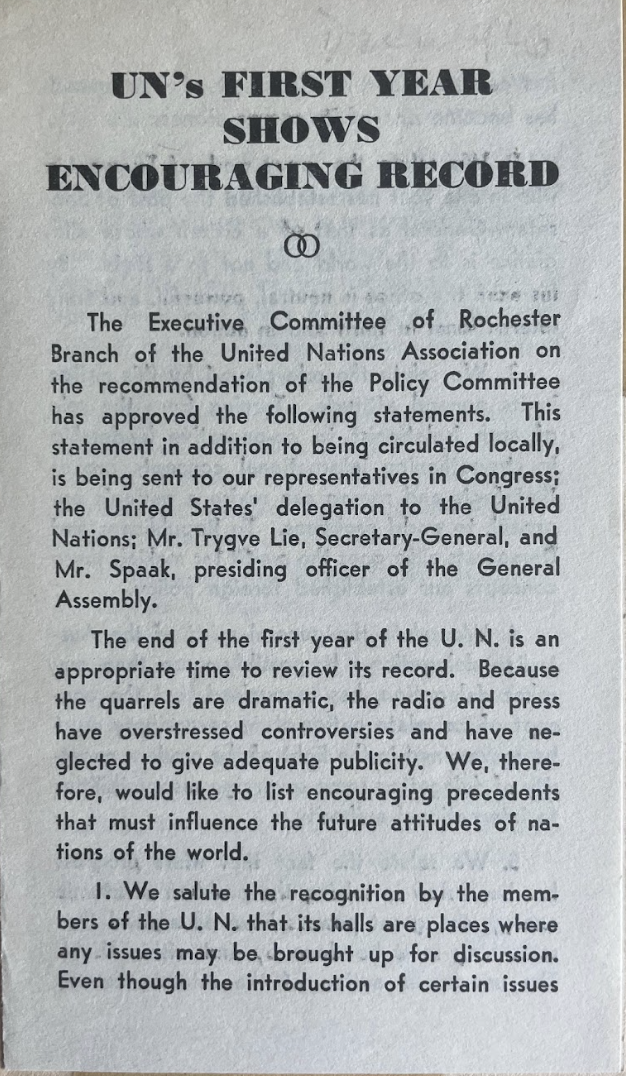 UN's FIRST YEAR
SHOWS
ENCOURAGING RECORD
The Executive Committee of Rochester
Branch of the United Nations Association on
the recommendation of the Policy Committee
has approved the following statements. This
statement in addition to being circulated locally,
is being sent to our representatives in Congress;
the United States' delegation to the United
Nations; Mr. Trygve Lie, Secretary-General, and
Mr. Spaak, presiding officer of the General
Assembly.
The end of the first year of the U. N. is an
appropriate time to review its record. Because
the quarrels are dramatic, the radio and press
have overstressed controversies and have ne-
glected to give adequate publicity. We, there-
fore, would like to list encouraging precedents
that must influence the future attitudes of na-
tions of the world.
I. We salute the recognition by the mem-
bers of the U. N. that its halls are places where
any issues may be brought up for discussion.
Even though the introduction of certain issues